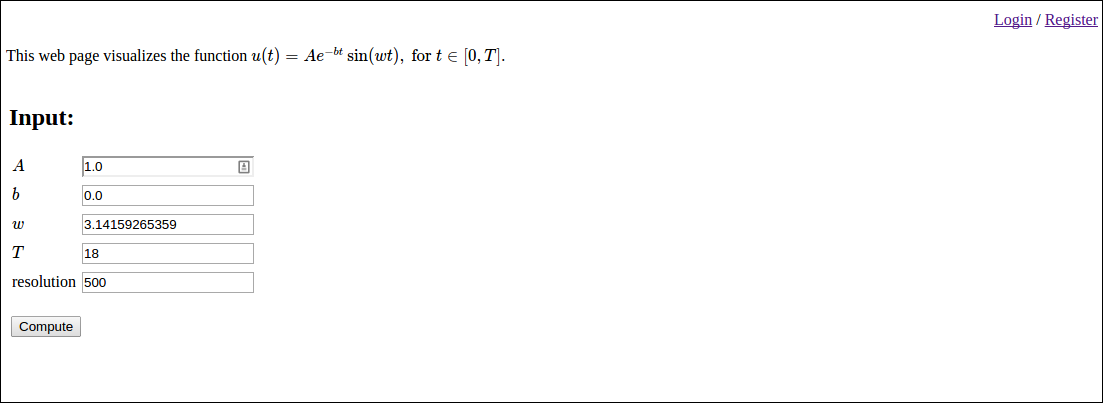 Login / Register
This web page visualizes the function u(t) = Ae^{-bt} sin(wt), for t ∈ [0, T].
Input:
A 1.0
b 0.0
w 3.14159265359
T 18
resolution 500
Compute